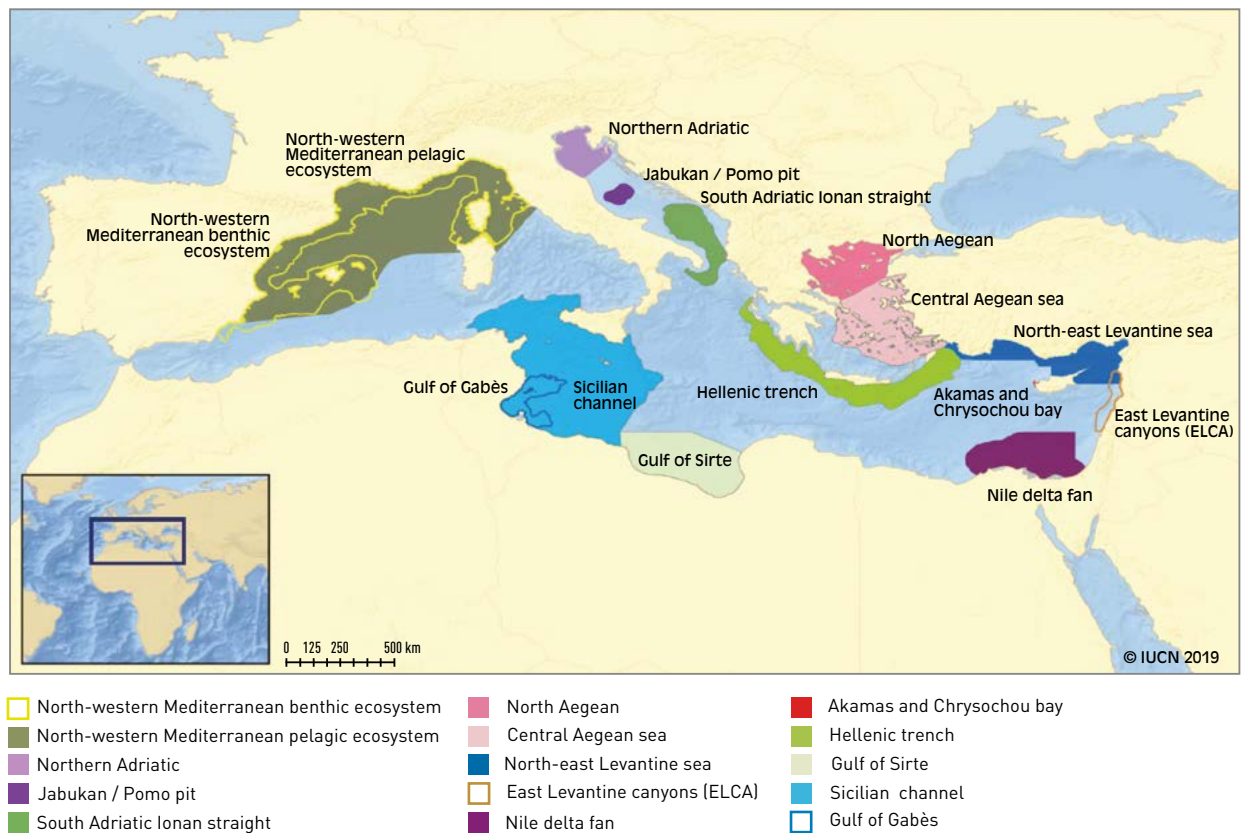 North-western
Mediterranean pelagic
ecosystem
North-western
Mediterranean benthic
ecosystem
Northern Adriatic
Jabukan / Pomo pit
South Adriatic Ionan straight
North Aegean
Central Aegean sea
North-east Levantine sea
Gulf of Gabès
Sicilian
channel
Hellenic trench
Akamas and
Chrysochou bay
East Levantine
canyons (ELCA)
Gulf of Sirte
Nile delta fan
0 125 250 500 km
© IUCN 2019
North-western Mediterranean benthic ecosystem
North-western Mediterranean pelagic ecosystem
Northern Adriatic
Jabukan / Pomo pit
South Adriatic Ionan straight
North Aegean
Central Aegean sea
North-east Levantine sea
East Levantine canyons (ELCA)
Nile delta fan
Akamas and Chrysochou bay
Hellenic trench
Gulf of Sirte
Sicilian channel
Gulf of Gabès